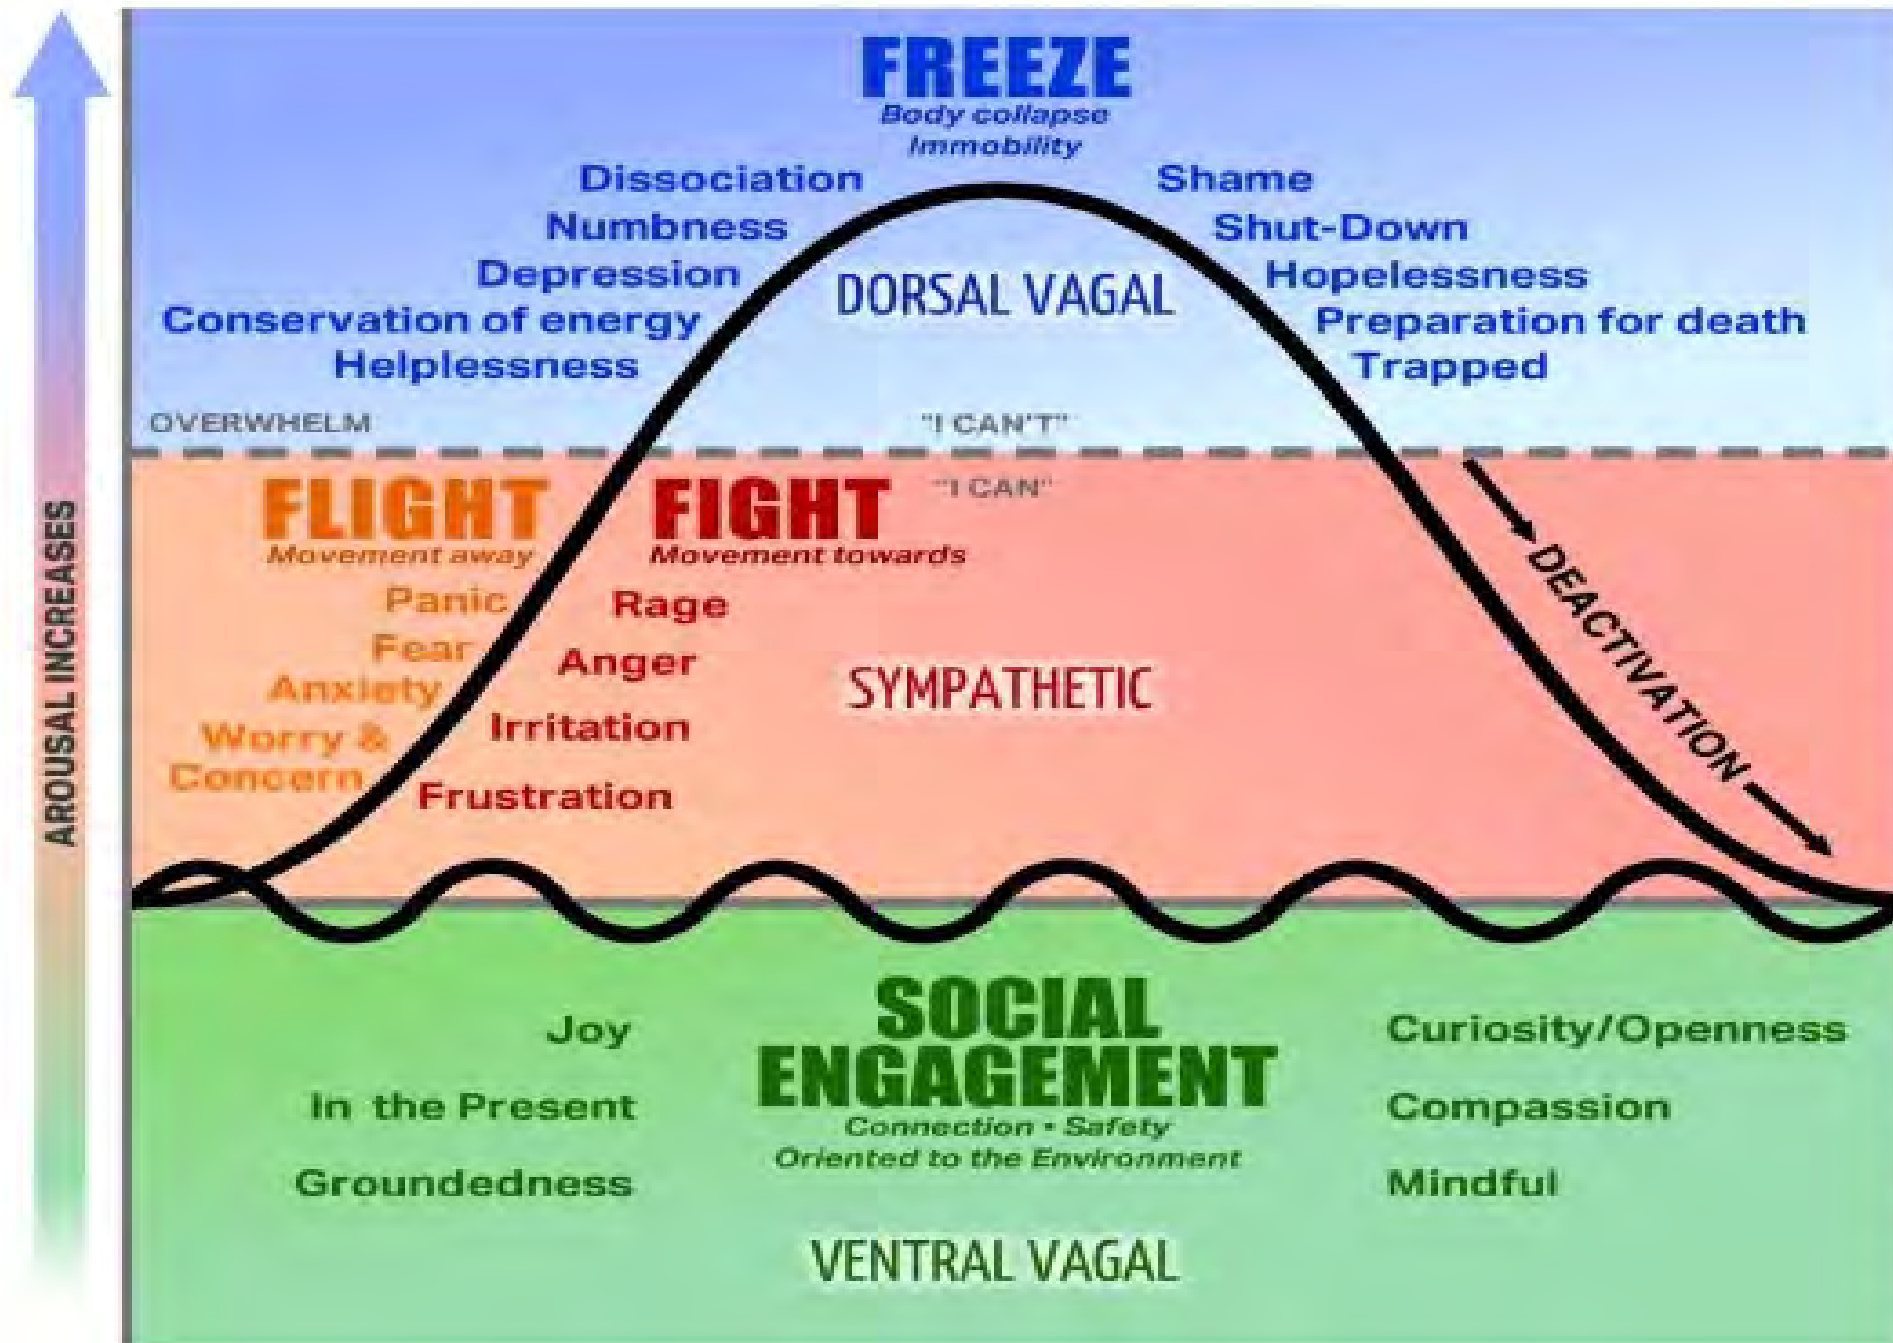 FREEZE
Body collapse
Immobility
Dissociation
Shame
Numbness
Shut-Down
Depression
Hopelessness
DORSAL VAGAL
Conservation of energy
Preparation for death
Helplessness
Trapped
OVERWHELM
"I CAN'T"
FLIGHT
Movement away
FIGHT
Movement towards
"I CAN"
Panic
Fear
Anxiety
Worry &
Concern
Rage
Anger
Irritation
Frustration
SYMPATHETIC
DEACTIVATION
AROUSAL INCREASES
SOCIAL
ENGAGEMENT
Connection • Safety
Oriented to the Environment
Joy
In the Present
Groundedness
Curiosity/Openness
Compassion
Mindful
VENTRAL VAGAL